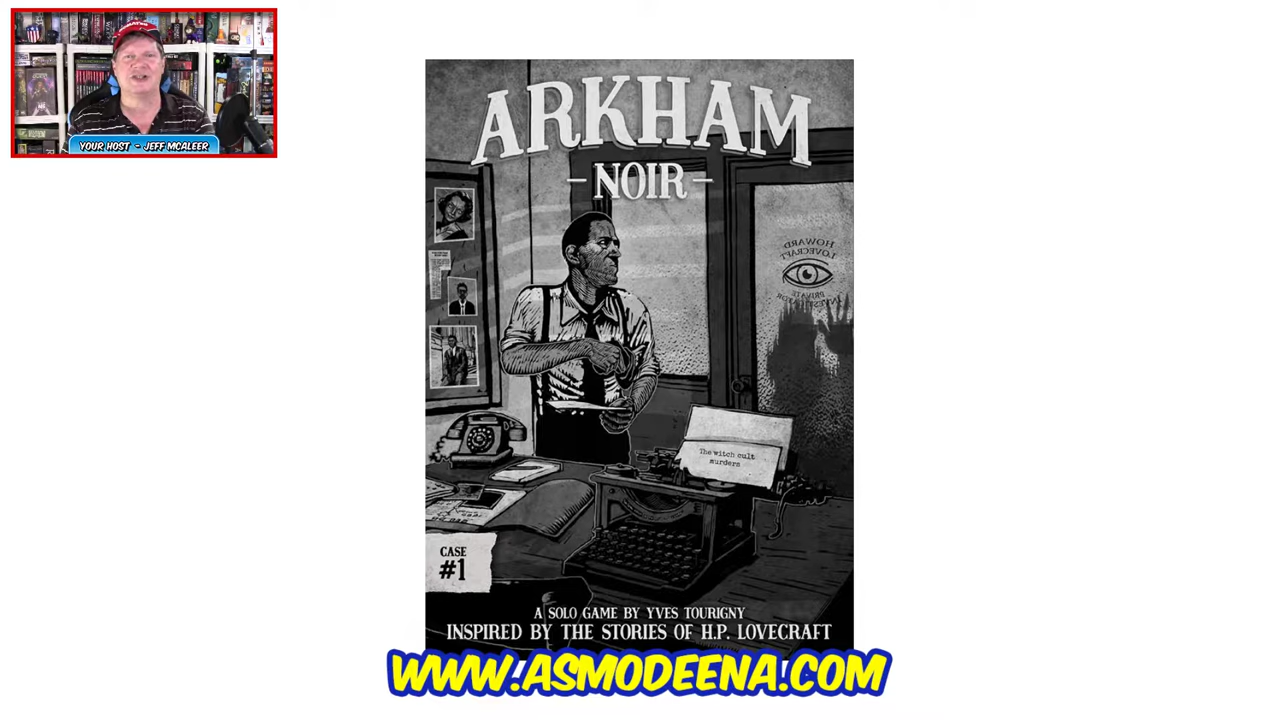 YOUR HOST - JEFF MCALEER
ARKHAM
- NOIR -
HOWARD
LOVECRAFT
PRIVATE
INVESTIGATOR
The witch cult
murders
CASE
#1
A SOLO GAME BY YVES TOURIGNY
INSPIRED BY THE STORIES OF H.P. LOVECRAFT
WWW.ASMODEENA.COM